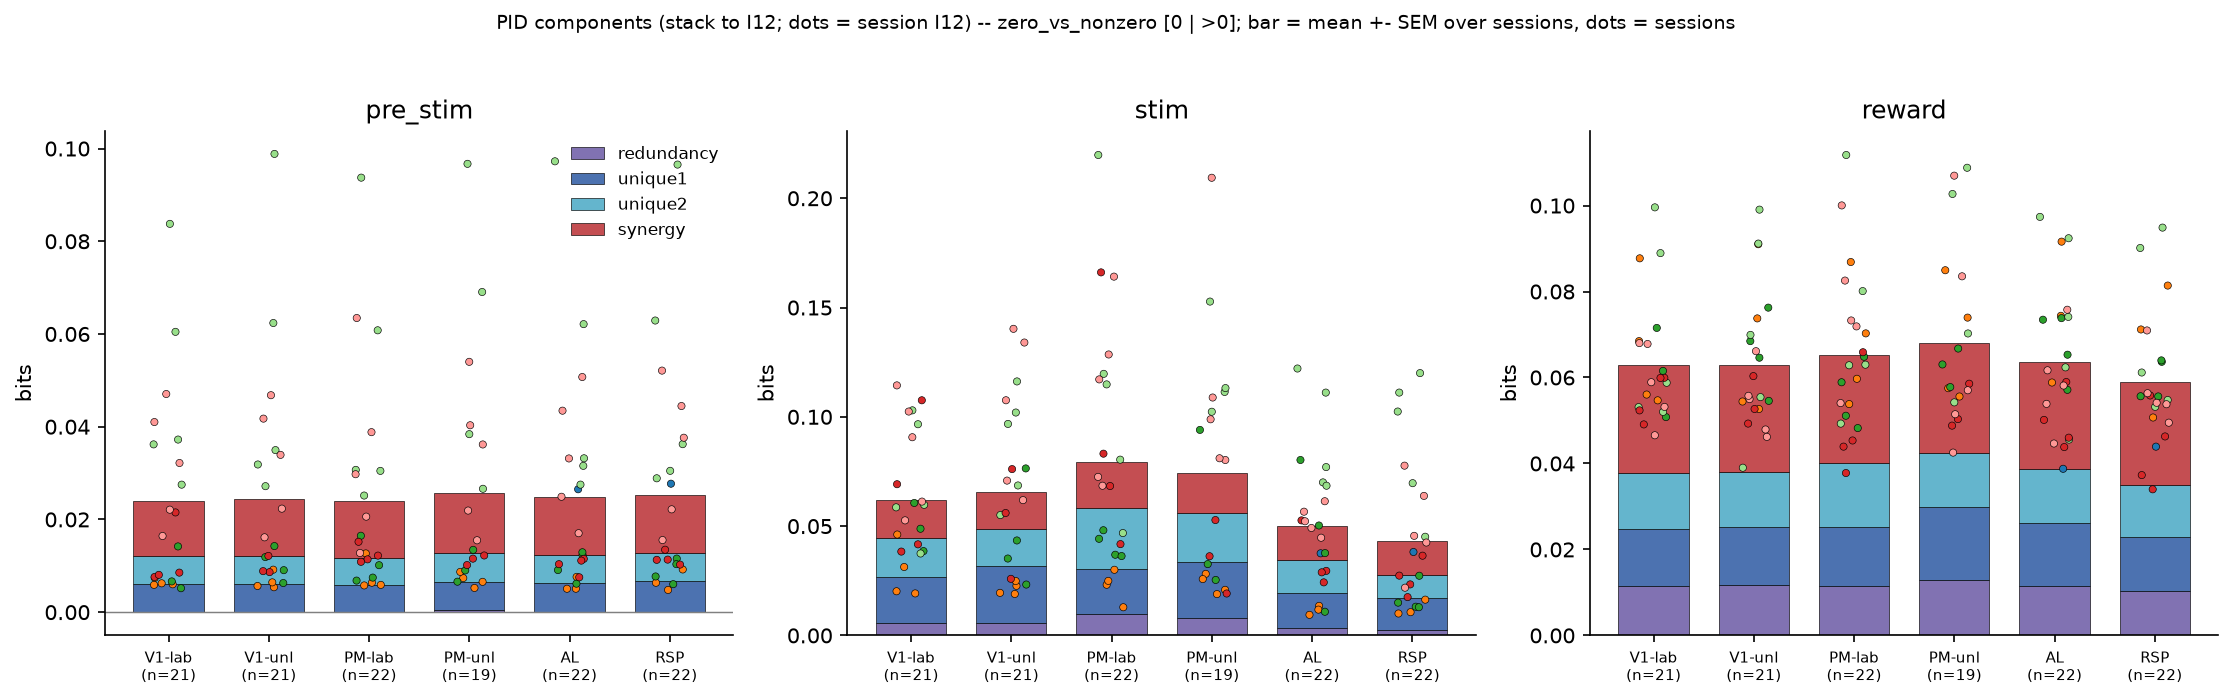 PID components (stack to I12; dots = session I12) -- zero_vs_nonzero [0 | >0]; bar = mean +- SEM over sessions, dots = sessions
pre_stim
bits
0.10
0.08
0.06
0.04
0.02
0.00
redundancy
unique1
unique2
synergy
V1-lab (n=21)
V1-unl (n=21)
PM-lab (n=22)
PM-unl (n=19)
AL (n=22)
RSP (n=22)
stim
bits
0.20
0.15
0.10
0.05
0.00
V1-lab (n=21)
V1-unl (n=21)
PM-lab (n=22)
PM-unl (n=19)
AL (n=22)
RSP (n=22)
reward
bits
0.10
0.08
0.06
0.04
0.02
0.00
V1-lab (n=21)
V1-unl (n=21)
PM-lab (n=22)
PM-unl (n=19)
AL (n=22)
RSP (n=22)